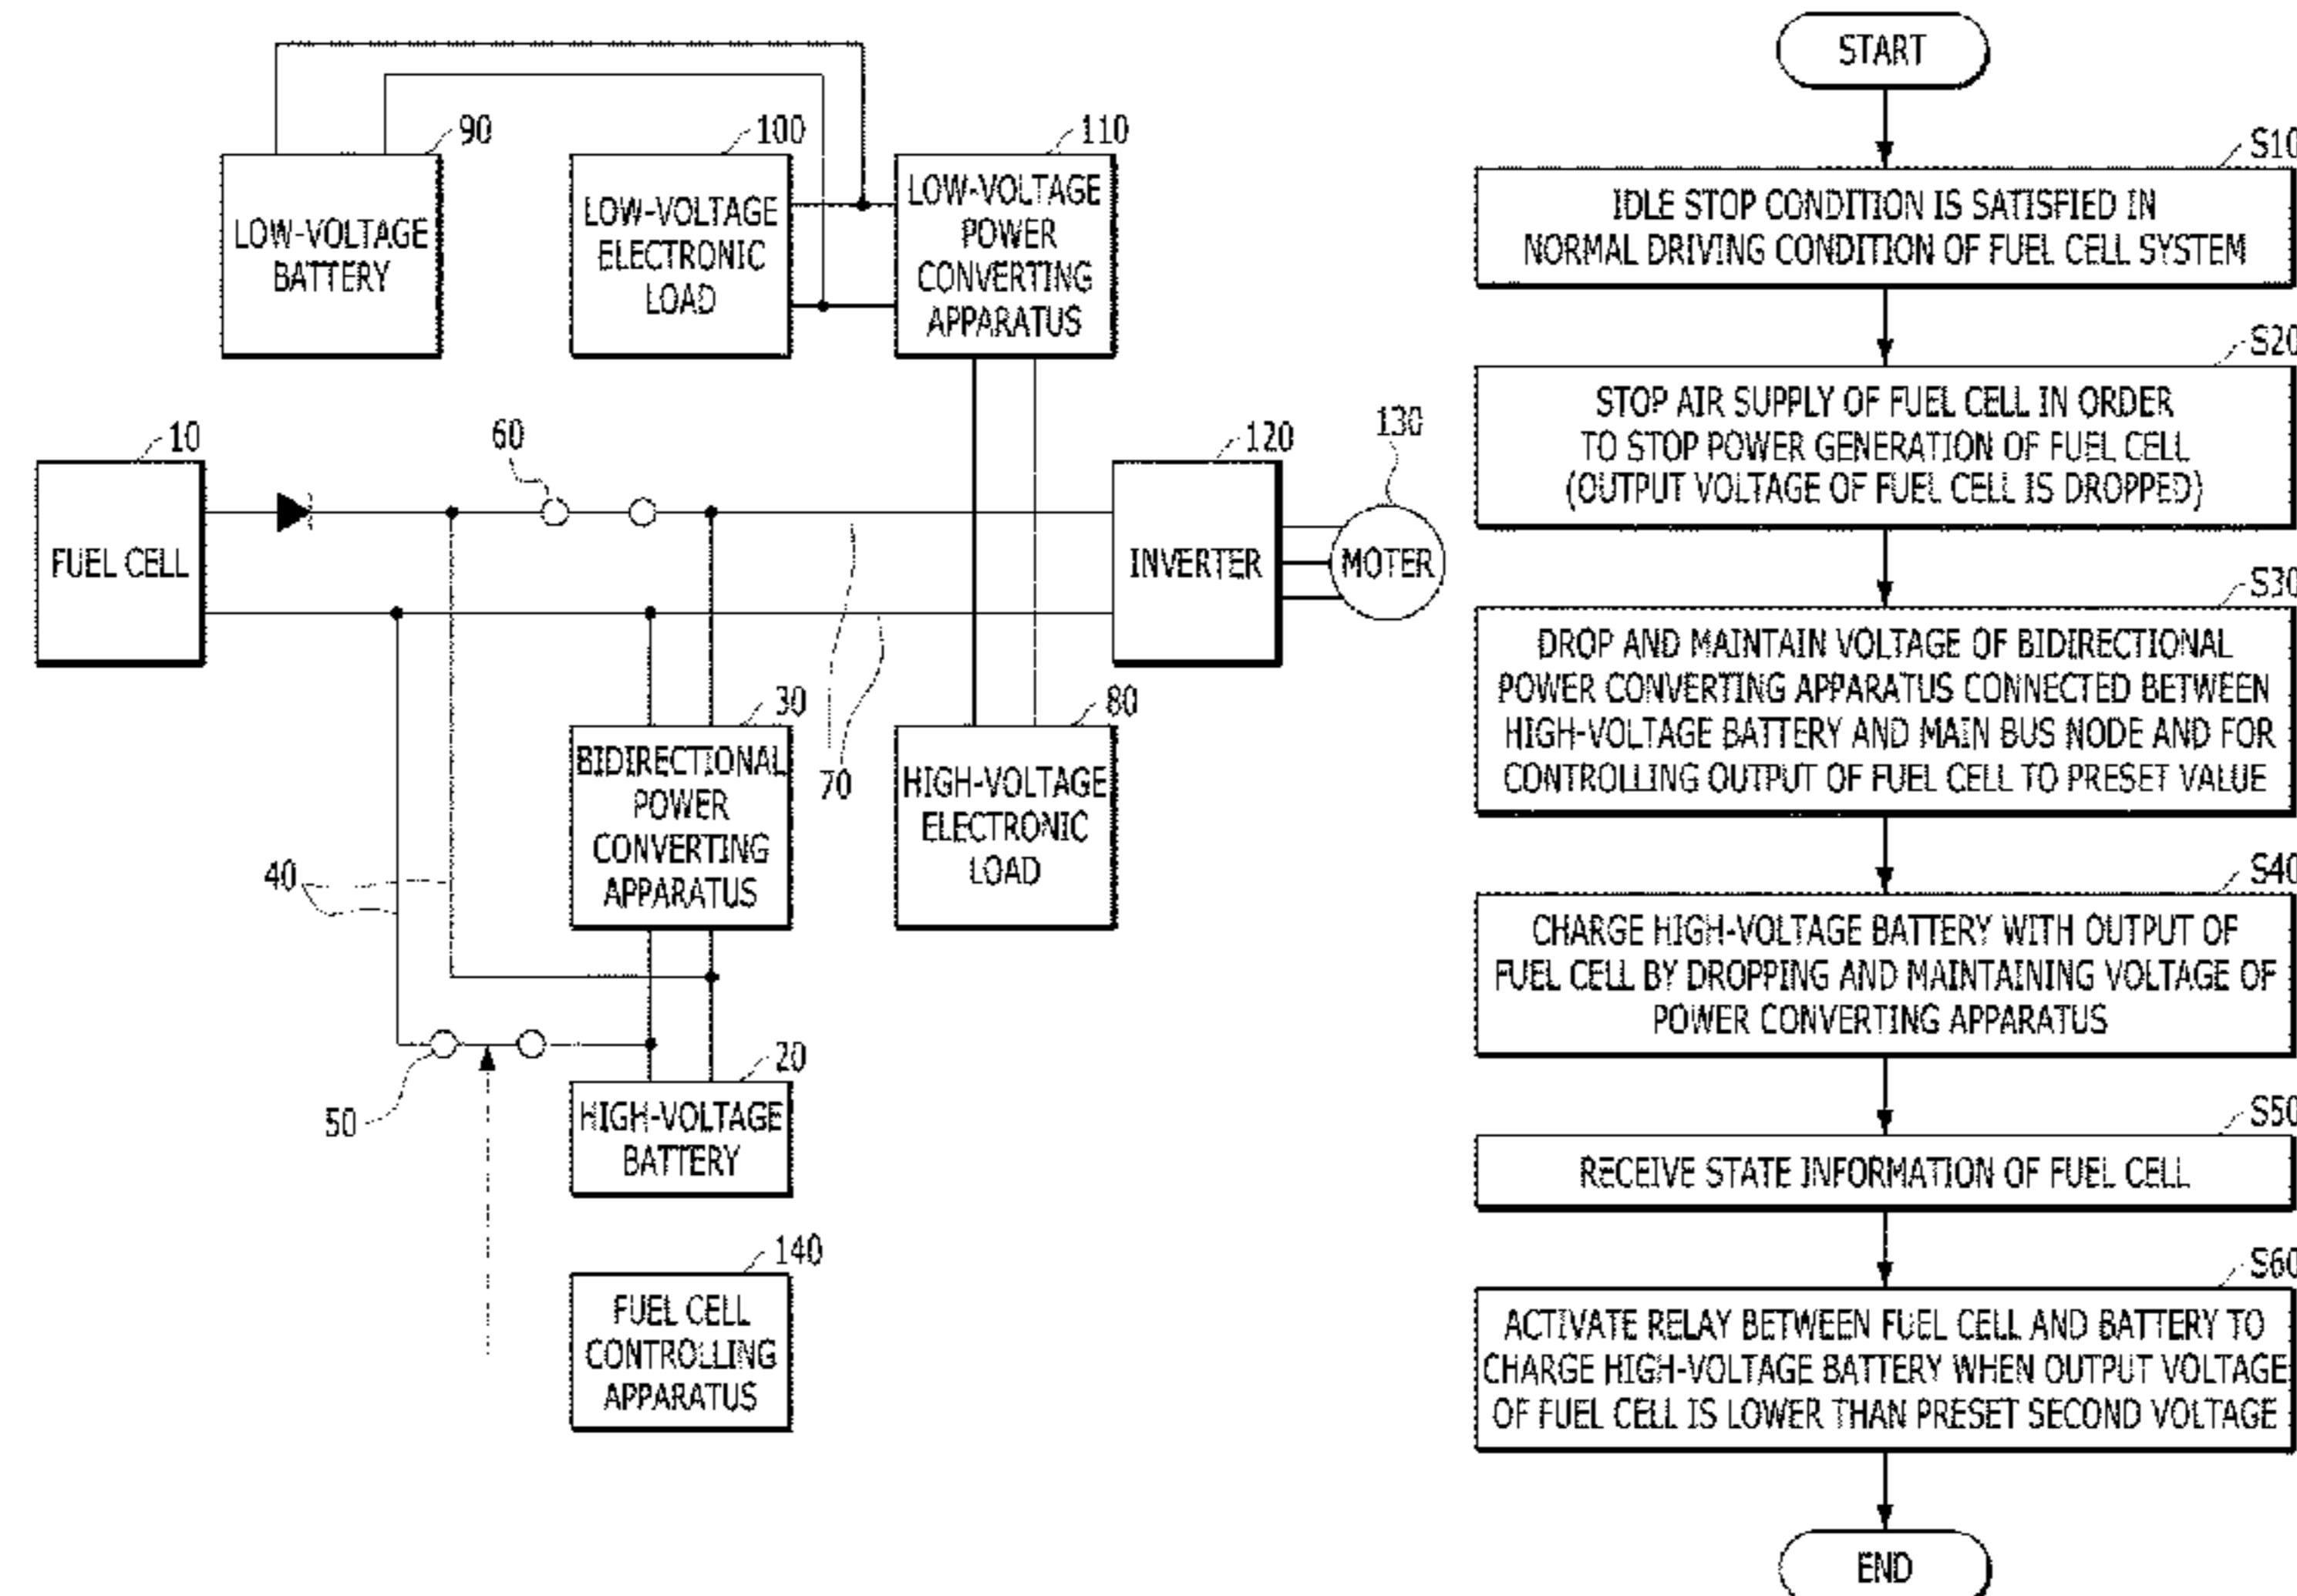 90
LOW-VOLTAGE
BATTERY
100
LOW-VOLTAGE
ELECTRONIC
LOAD
110
LOW-VOLTAGE
POWER
CONVERTING
APPARATUS
10
FUEL CELL
60
120
INVERTER
130
MOTER
30
BIDIRECTIONAL
POWER
CONVERTING
APPARATUS
70
80
HIGH-VOLTAGE
ELECTRONIC
LOAD
40
50
20
HIGH-VOLTAGE
BATTERY
140
FUEL CELL
CONTROLLING
APPARATUS
START
S10
IDLE STOP CONDITION IS SATISFIED IN
NORMAL DRIVING CONDITION OF FUEL CELL SYSTEM
S20
STOP AIR SUPPLY OF FUEL CELL IN ORDER
TO STOP POWER GENERATION OF FUEL CELL
(OUTPUT VOLTAGE OF FUEL CELL IS DROPPED)
S30
DROP AND MAINTAIN VOLTAGE OF BIDIRECTIONAL
POWER CONVERTING APPARATUS CONNECTED BETWEEN
HIGH-VOLTAGE BATTERY AND MAIN BUS NODE AND FOR
CONTROLLING OUTPUT OF FUEL CELL TO PRESET VALUE
S40
CHARGE HIGH-VOLTAGE BATTERY WITH OUTPUT OF
FUEL CELL BY DROPPING AND MAINTAINING VOLTAGE OF
POWER CONVERTING APPARATUS
S50
RECEIVE STATE INFORMATION OF FUEL CELL
S60
ACTIVATE RELAY BETWEEN FUEL CELL AND BATTERY TO
CHARGE HIGH-VOLTAGE BATTERY WHEN OUTPUT VOLTAGE
OF FUEL CELL IS LOWER THAN PRESET SECOND VOLTAGE
END